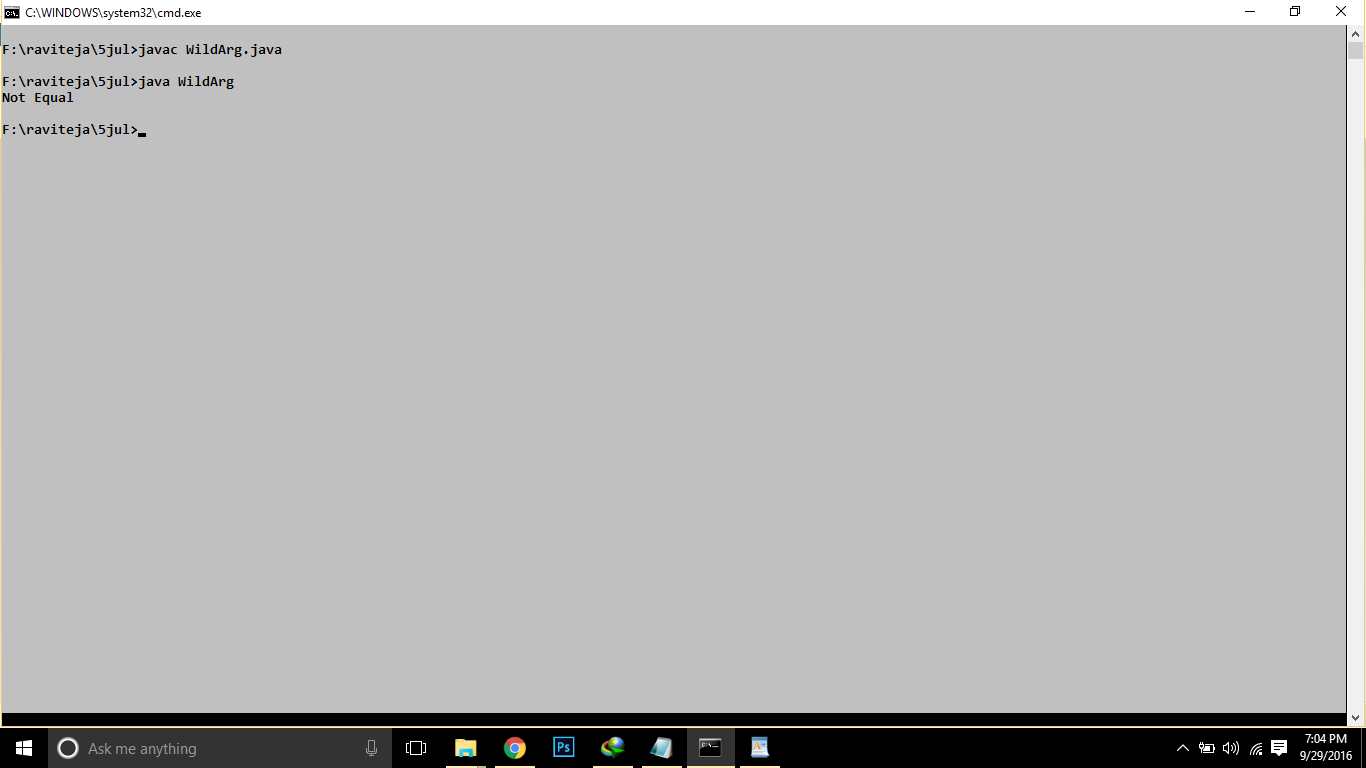 C:\WINDOWS\system32\cmd.exe
F:\raviteja\5jul>javac WildArg.java
F:\raviteja\5jul>java WildArg
Not Equal
F:\raviteja\5jul>
Ask me anything
Ps
7:04 PM
9/29/2016